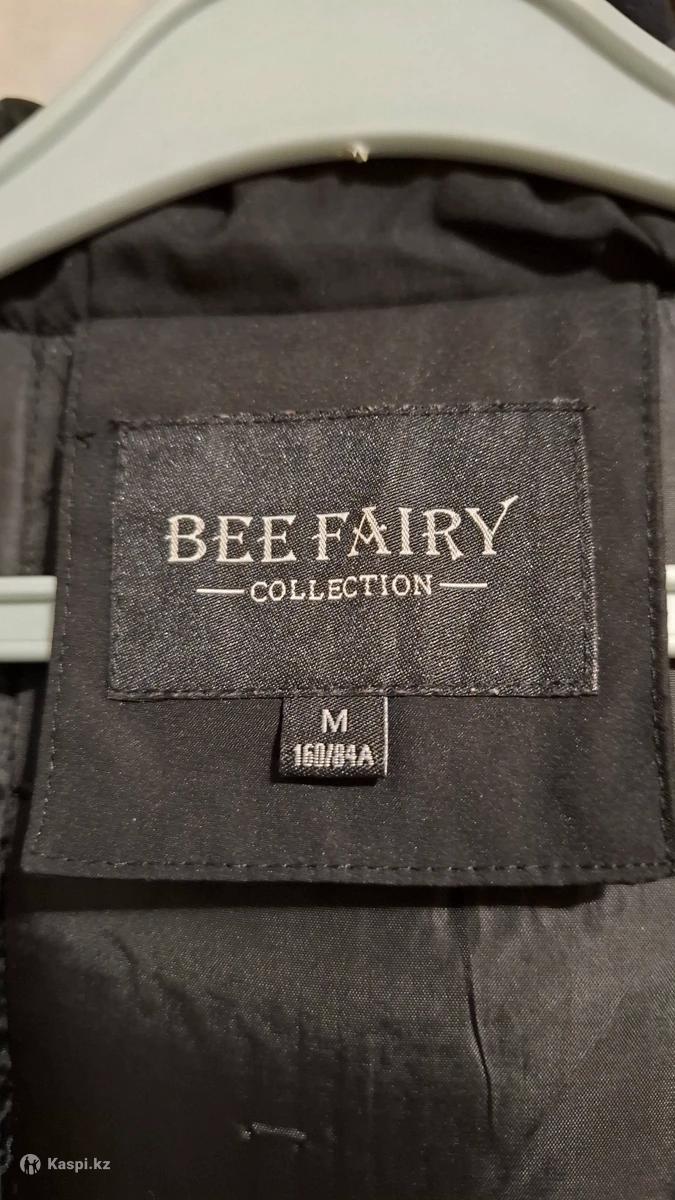 BEE FAIRY
COLLECTION
M
160/84A
Kaspi.kz